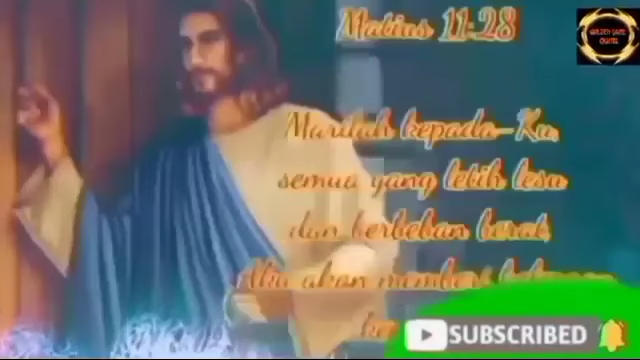 Matius 11:28
Marilah kepada-Ku,
semua yang letih lesu
dan berbeban berat,
Aku akan memberi
SUBSCRIBED